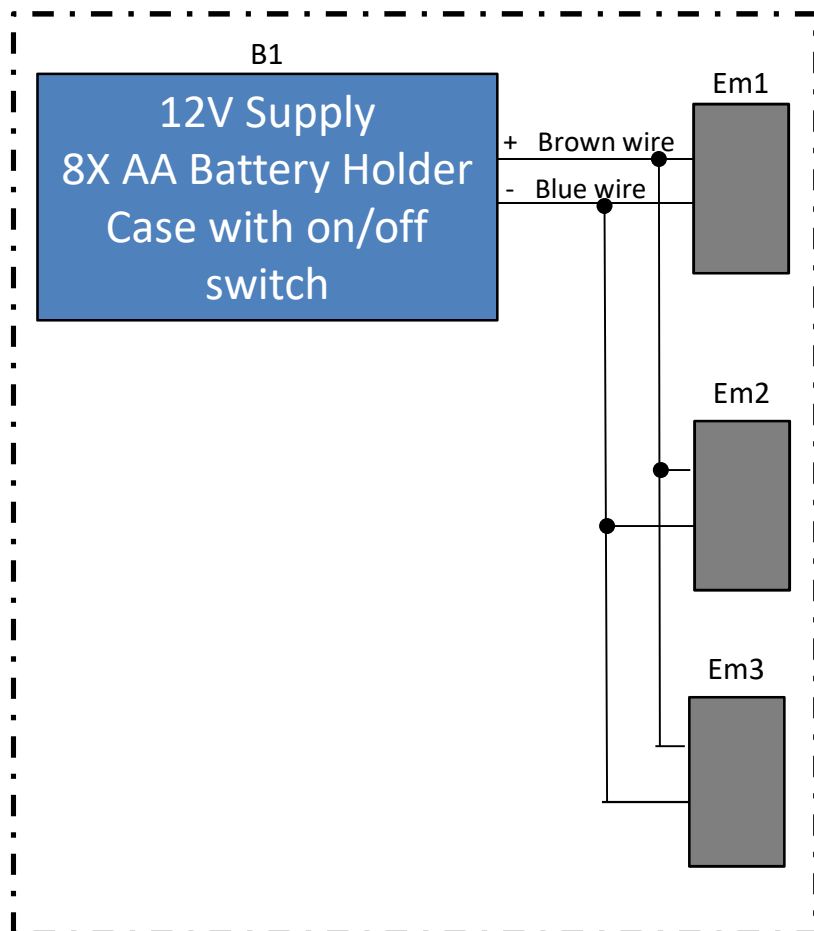 B1
12V Supply
8X AA Battery Holder
Case with on/off
switch
+ Brown wire
- Blue wire
Em1
Em2
Em3